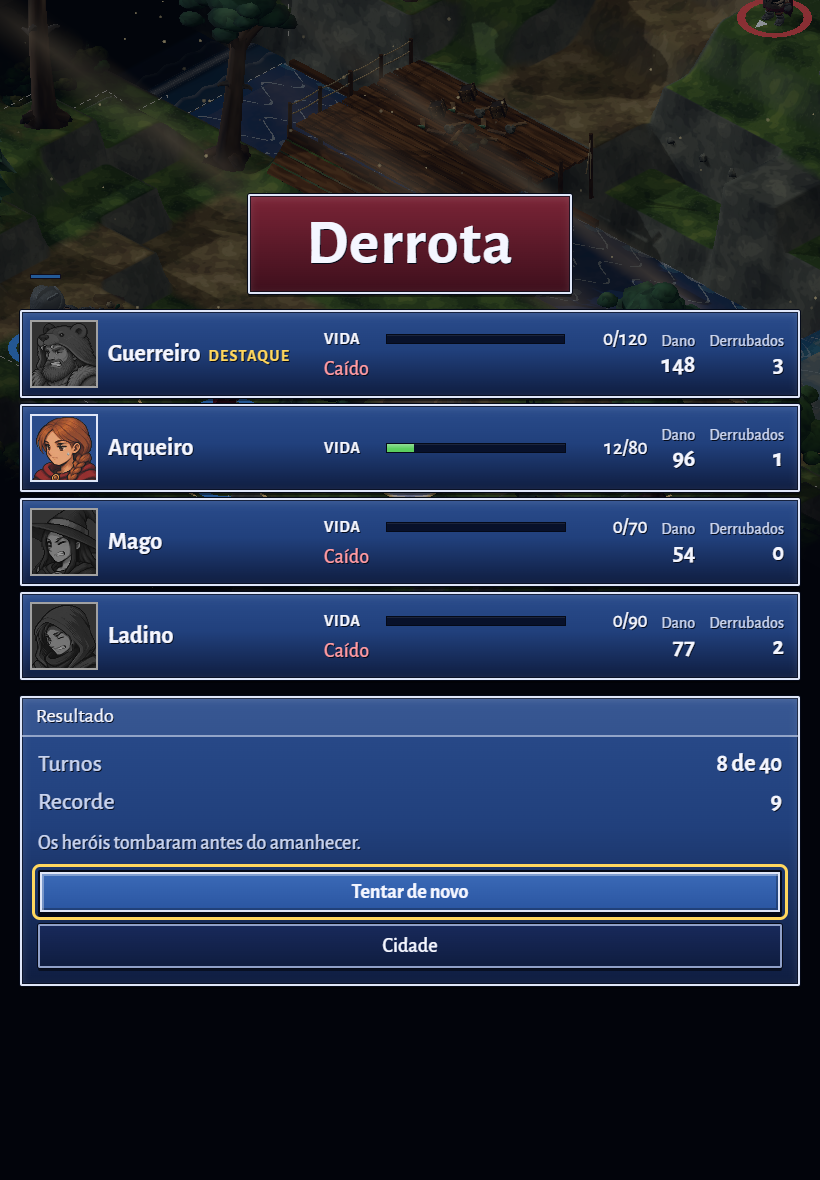 Derrota
Guerreiro DESTAQUE
VIDA 0/120
Caído
Dano Derrubados
148 3
Arqueiro
VIDA 12/80
Dano Derrubados
96 1
Mago
VIDA 0/70
Caído
Dano Derrubados
54 0
Ladino
VIDA 0/90
Caído
Dano Derrubados
77 2
Resultado
Turnos 8 de 40
Recorde 9
Os heróis tombaram antes do amanhecer.
Tentar de novo
Cidade